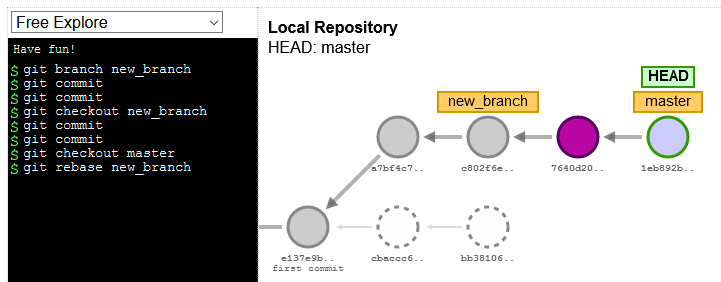 Free Explore
Have fun!
$ git branch new_branch
$ git commit
$ git commit
$ git checkout new_branch
$ git commit
$ git commit
$ git checkout master
$ git rebase new_branch
Local Repository
HEAD: master
HEAD
new_branch
master
a7bf4c7..
c802f6e..
7640d20..
1eb892b..
e137e9b..
first commit
cbaccc6..
bb38106..